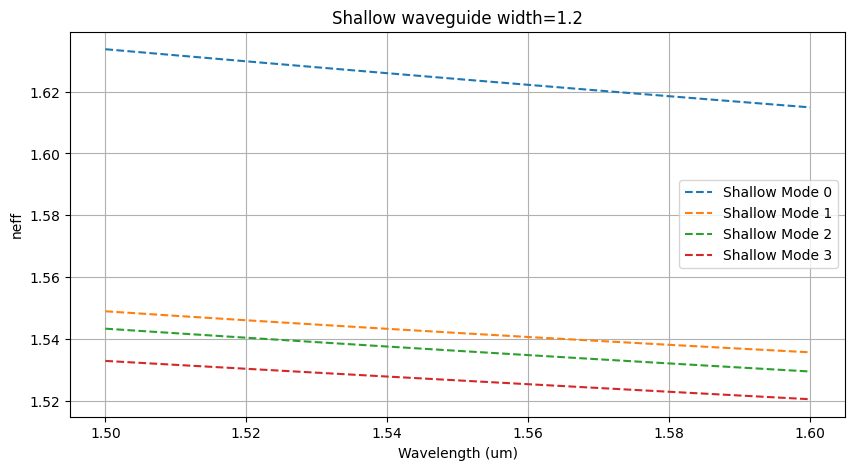 Shallow waveguide width=1.2
neff
1.62
1.60
1.58
1.56
1.54
1.52
Shallow Mode 0
Shallow Mode 1
Shallow Mode 2
Shallow Mode 3
1.50 1.52 1.54 1.56 1.58 1.60
Wavelength (um)